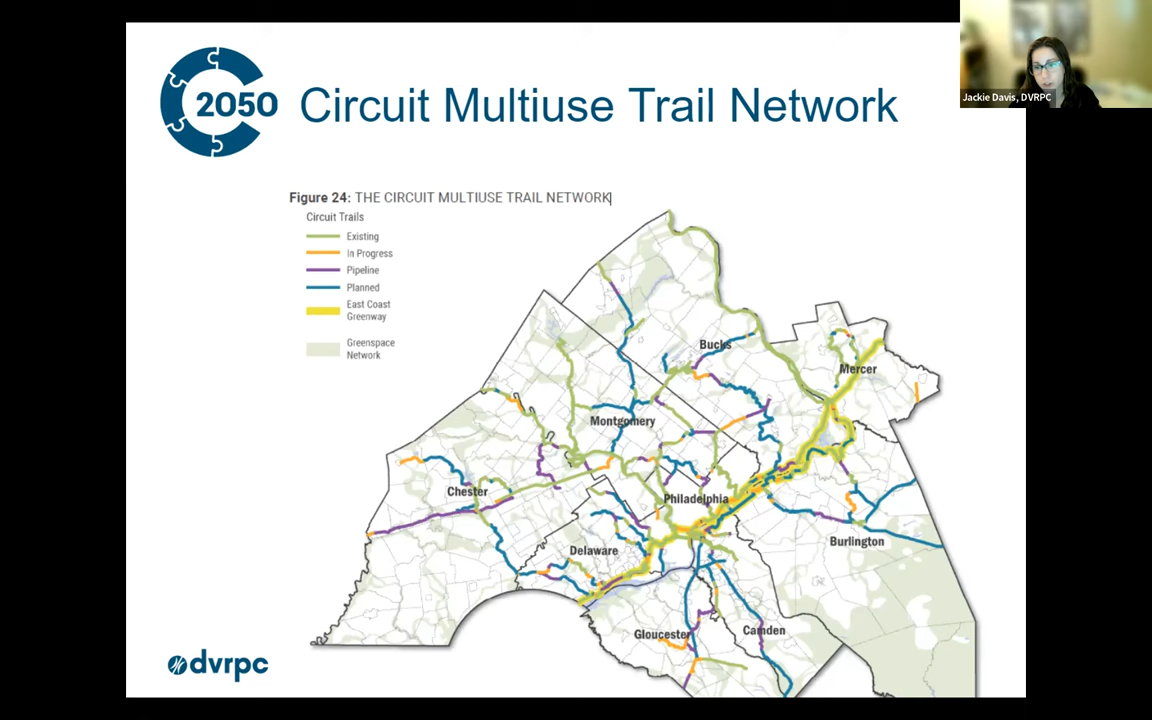 Jackie Davis, DVRPC
2050
Circuit Multiuse Trail Network
Figure 24: THE CIRCUIT MULTIUSE TRAIL NETWORK
Circuit Trails
Existing
In Progress
Pipeline
Planned
East Coast
Greenway
Greenspace
Network
Bucks
Mercer
Montgomery
Chester
Philadelphia
Burlington
Delaware
Gloucester
Camden
dvrpc